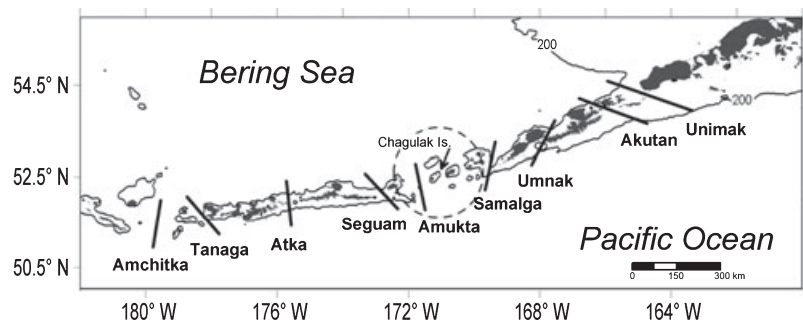 200
54.5° N
Bering Sea
200
Unimak
Chagulak Is.
Akutan
52.5° N
Umnak
Samalga
Seguam
Amukta
Atka
Tanaga
Pacific Ocean
Amchitka
50.5° N
0 150 300 km
180° W 176° W 172° W 168° W 164° W